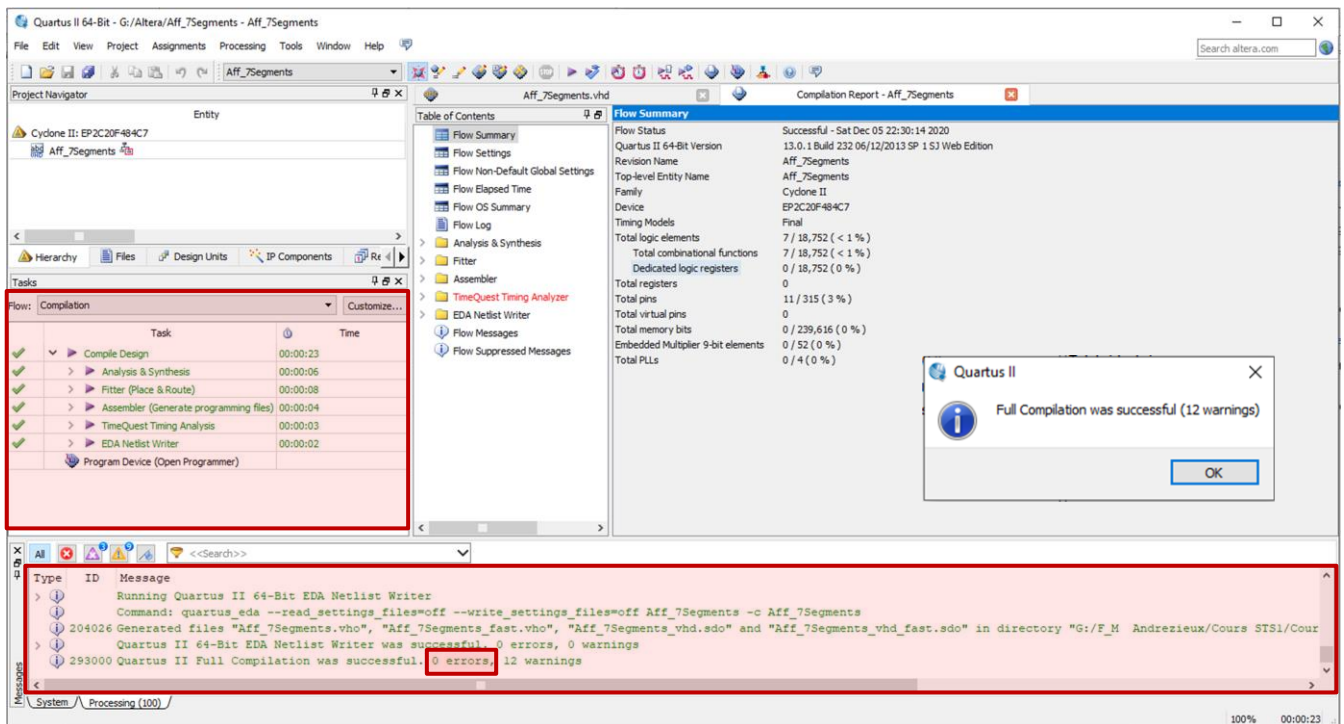 Quartus II 64-Bit - G:/Altera/Aff_7Segments - Aff_7Segments
File Edit View Project Assignments Processing Tools Window Help
Search altera.com
Aff_7Segments
Project Navigator
Entity
Cyclone II: EP2C20F484C7
Aff_7Segments
Hierarchy Files Design Units IP Components Re
Tasks
Flow: Compilation Customize...
Task Time
Compile Design 00:00:23
Analysis & Synthesis 00:00:06
Fitter (Place & Route) 00:00:08
Assembler (Generate programming files) 00:00:04
TimeQuest Timing Analysis 00:00:03
EDA Netlist Writer 00:00:02
Program Device (Open Programmer)
Aff_7Segments.vhd Compilation Report - Aff_7Segments
Table of Contents
Flow Summary
Flow Settings
Flow Non-Default Global Settings
Flow Elapsed Time
Flow OS Summary
Flow Log
Analysis & Synthesis
Fitter
Assembler
TimeQuest Timing Analyzer
EDA Netlist Writer
Flow Messages
Flow Suppressed Messages
Flow Summary
Flow Status Successful - Sat Dec 05 22:30:14 2020
Quartus II 64-Bit Version 13.0.1 Build 232 06/12/2013 SP 1 SJ Web Edition
Revision Name Aff_7Segments
Top-level Entity Name Aff_7Segments
Family Cyclone II
Device EP2C20F484C7
Timing Models Final
Total logic elements 7 / 18,752 ( < 1 % )
Total combinational functions 7 / 18,752 ( < 1 % )
Dedicated logic registers 0 / 18,752 ( 0 % )
Total registers 0
Total pins 11 / 315 ( 3 % )
Total virtual pins 0
Total memory bits 0 / 239,616 ( 0 % )
Embedded Multiplier 9-bit elements 0 / 52 ( 0 % )
Total PLLs 0 / 4 ( 0 % )
Quartus II
Full Compilation was successful (12 warnings)
OK
All <<Search>>
Type ID Message
Running Quartus II 64-Bit EDA Netlist Writer
Command: quartus_eda --read_settings_files=off --write_settings_files=off Aff_7Segments -c Aff_7Segments
204026 Generated files "Aff_7Segments.vho", "Aff_7Segments_fast.vho", "Aff_7Segments_vhd.sdo" and "Aff_7Segments_vhd_fast.sdo" in directory "G:/F_M Andrezieux/Cours STS1/Cour
Quartus II 64-Bit EDA Netlist Writer was successful. 0 errors, 0 warnings
293000 Quartus II Full Compilation was successful. 0 errors, 12 warnings
Messages
System Processing (100)
100% 00:00:23